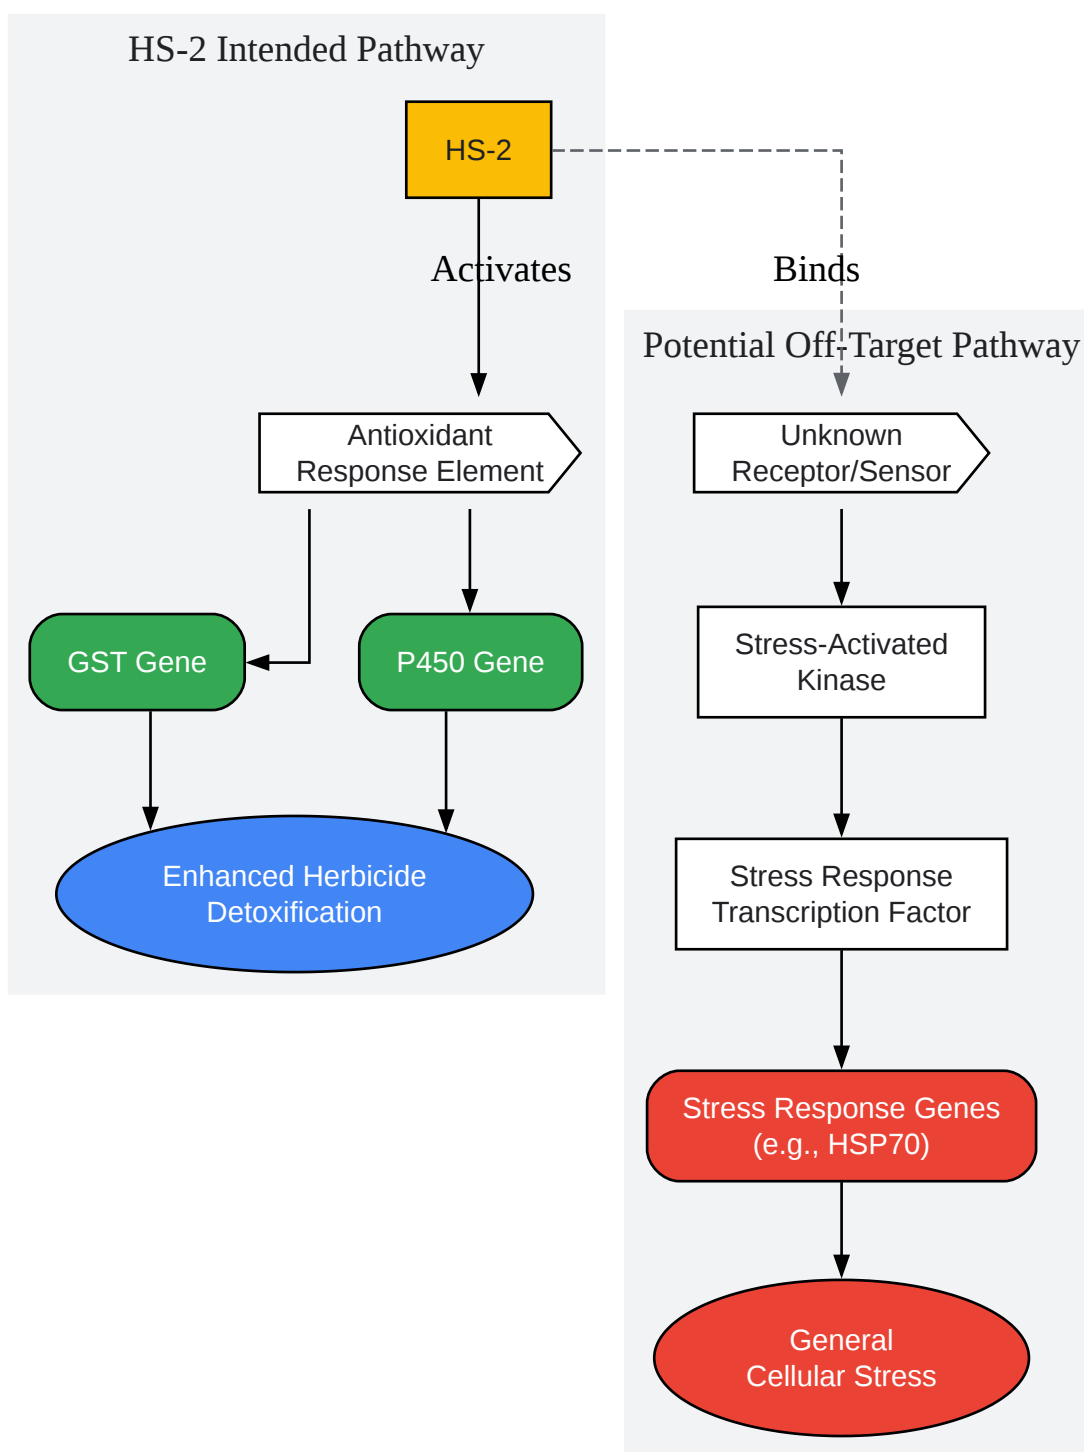 HS-2 Intended Pathway
HS-2
Activates
Binds
Potential Off-Target Pathway
Antioxidant
Response Element
Unknown
Receptor/Sensor
GST Gene
P450 Gene
Stress-Activated
Kinase
Enhanced Herbicide
Detoxification
Stress Response
Transcription Factor
Stress Response Genes
(e.g., HSP70)
General
Cellular Stress